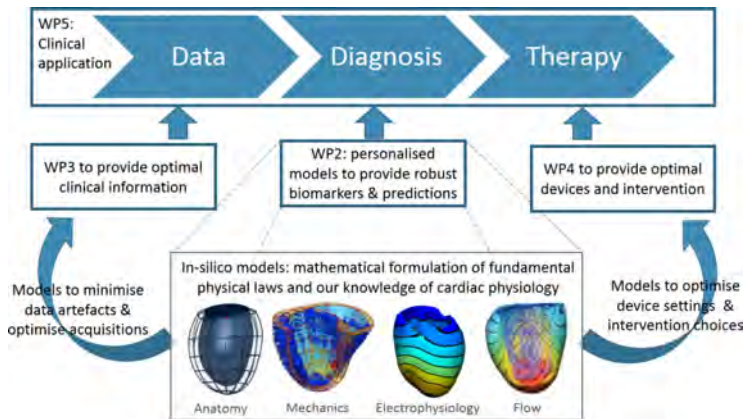 WP5:
Clinical
application
Data
Diagnosis
Therapy
WP3 to provide optimal
clinical information
WP2: personalised
models to provide robust
biomarkers & predictions
WP4 to provide optimal
devices and intervention
Models to minimise
data artefacts &
optimise acquisitions
In-silico models: mathematical formulation of fundamental
physical laws and our knowledge of cardiac physiology
Models to optimise
device settings &
intervention choices
Anatomy
Mechanics
Electrophysiology
Flow